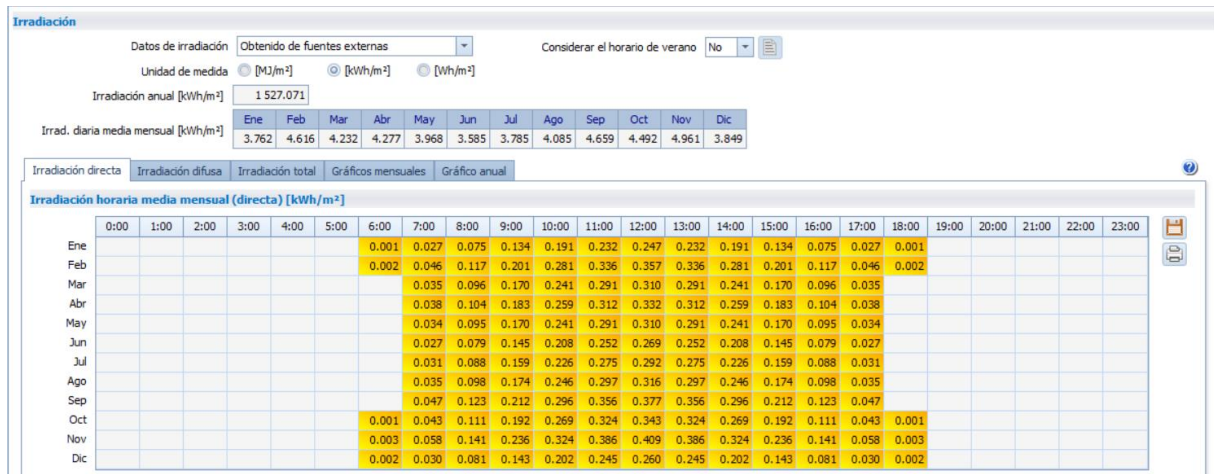 Irradiación
Datos de irradiación Obtenido de fuentes externas Considerar el horario de verano No
Unidad de medida [MJ/m²] [kWh/m²] [Wh/m²]
Irradiación anual [kWh/m²] 1 527.071
Ene Feb Mar Abr May Jun Jul Ago Sep Oct Nov Dic
Irrad. diaria media mensual [kWh/m²]
3.762 4.616 4.232 4.277 3.968 3.585 3.785 4.085 4.659 4.492 4.961 3.849
Irradiación directa Irradiación difusa Irradiación total Gráficos mensuales Gráfico anual
Irradiación horaria media mensual (directa) [kWh/m²]
0:00 1:00 2:00 3:00 4:00 5:00 6:00 7:00 8:00 9:00 10:00 11:00 12:00 13:00 14:00 15:00 16:00 17:00 18:00 19:00 20:00 21:00 22:00 23:00
Ene 0.001 0.027 0.075 0.134 0.191 0.232 0.247 0.232 0.191 0.134 0.075 0.027 0.001
Feb 0.002 0.046 0.117 0.201 0.281 0.336 0.357 0.336 0.281 0.201 0.117 0.046 0.002
Mar 0.035 0.096 0.170 0.241 0.291 0.310 0.291 0.241 0.170 0.096 0.035
Abr 0.038 0.104 0.183 0.259 0.312 0.332 0.312 0.259 0.183 0.104 0.038
May 0.034 0.095 0.170 0.241 0.291 0.310 0.291 0.241 0.170 0.095 0.034
Jun 0.027 0.079 0.145 0.208 0.252 0.269 0.252 0.208 0.145 0.079 0.027
Jul 0.031 0.088 0.159 0.226 0.275 0.292 0.275 0.226 0.159 0.088 0.031
Ago 0.035 0.098 0.174 0.246 0.297 0.316 0.297 0.246 0.174 0.098 0.035
Sep 0.047 0.123 0.212 0.296 0.356 0.377 0.356 0.296 0.212 0.123 0.047
Oct 0.001 0.043 0.111 0.192 0.269 0.324 0.343 0.324 0.269 0.192 0.111 0.043 0.001
Nov 0.003 0.058 0.141 0.236 0.324 0.386 0.409 0.386 0.324 0.236 0.141 0.058 0.003
Dic 0.002 0.030 0.081 0.143 0.202 0.245 0.260 0.245 0.202 0.143 0.081 0.030 0.002